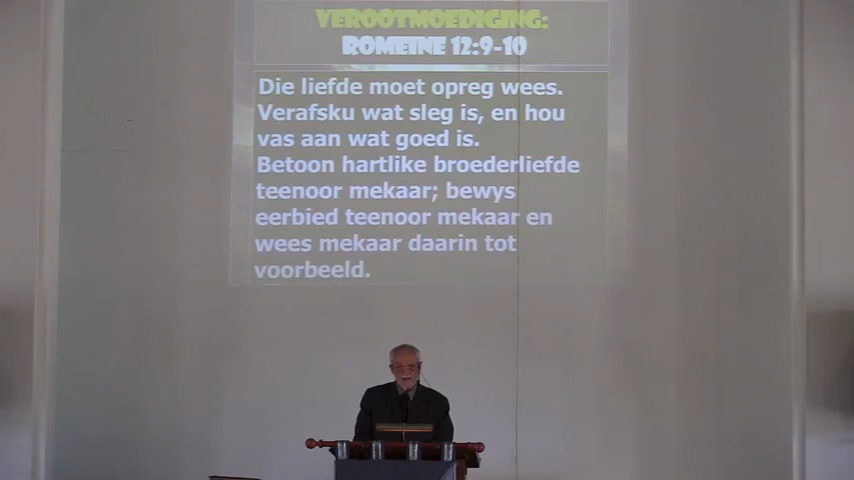 VEROOTMOEDIGING:
ROMEINE 12:9-10
Die liefde moet opreg wees.
Verafsku wat sleg is, en hou
vas aan wat goed is.
Betoon hartlike broederliefde
teenoor mekaar; bewys
eerbied teenoor mekaar en
wees mekaar daarin tot
voorbeeld.